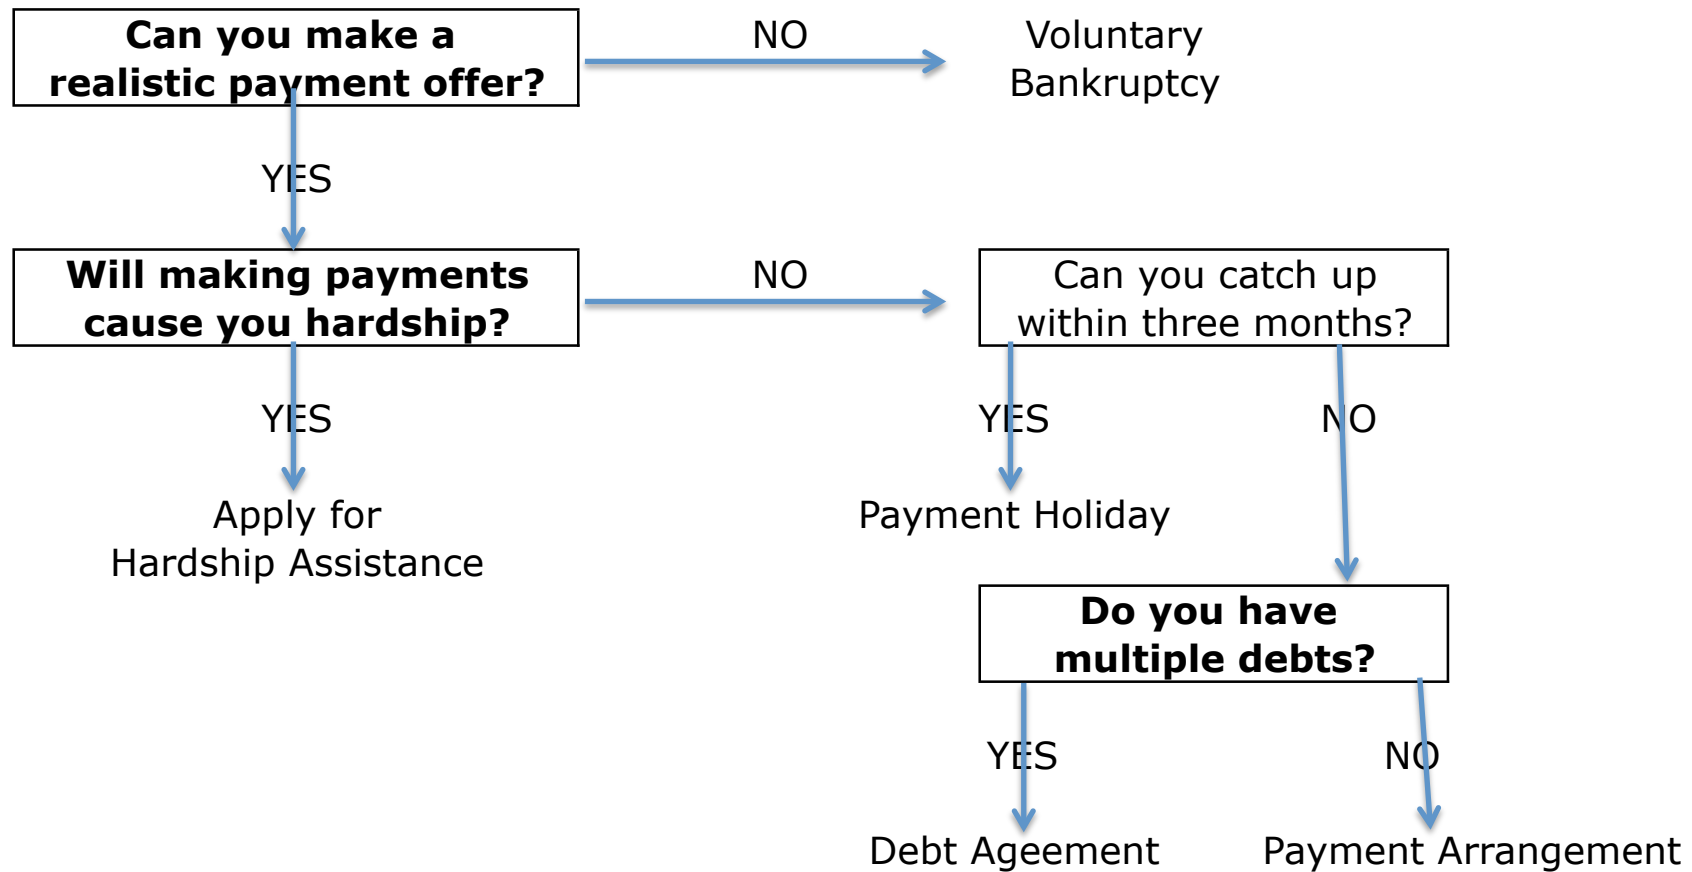 Can you make a
realistic payment offer?
NO
Voluntary
Bankruptcy
YES
Will making payments
cause you hardship?
NO
Can you catch up
within three months?
YES
YES
NO
Apply for
Hardship Assistance
Payment Holiday
Do you have
multiple debts?
YES
NO
Debt Ageement
Payment Arrangement